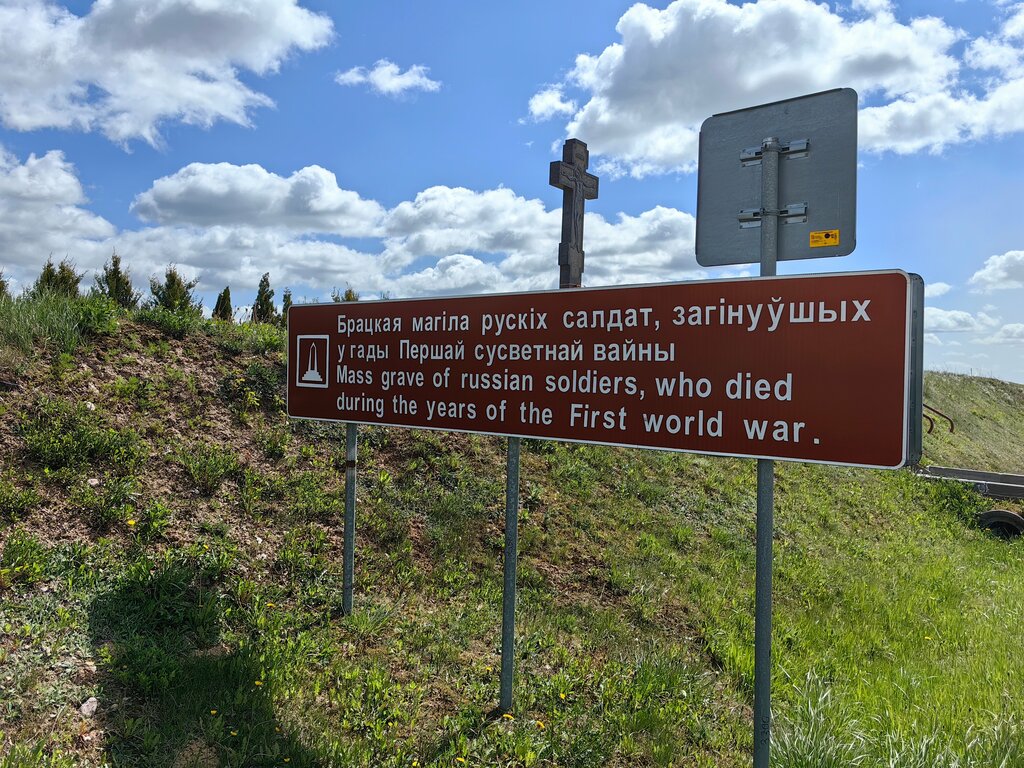 Брацкая магіла рускіх салдат, загінуўшых
у гады Першай сусветнай вайны
Mass grave of russian soldiers, who died
during the years of the First world war.